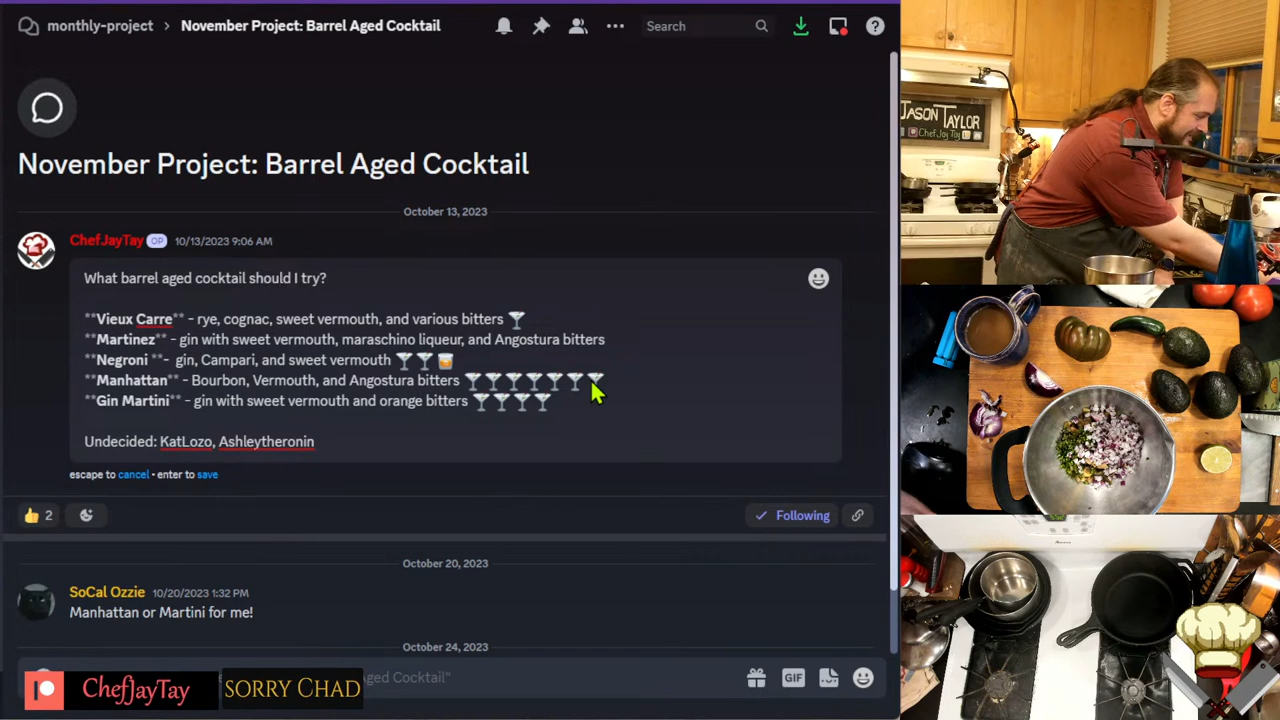 monthly-project > November Project: Barrel Aged Cocktail
Search
November Project: Barrel Aged Cocktail
October 13, 2023
ChefJayTay OP 10/13/2023 9:06 AM
What barrel aged cocktail should I try?
**Vieux Carre** - rye, cognac, sweet vermouth, and various bitters
**Martinez** - gin with sweet vermouth, maraschino liqueur, and Angostura bitters
**Negroni ** - gin, Campari, and sweet vermouth
**Manhattan** - Bourbon, Vermouth, and Angostura bitters
**Gin Martini** - gin with sweet vermouth and orange bitters
Undecided: KatLozo, Ashleytheronin
escape to cancel • enter to save
2
Following
October 20, 2023
SoCal Ozzie 10/20/2023 1:32 PM
Manhattan or Martini for me!
October 24, 2023
Aged Cocktail"
GIF
ChefJayTay
SORRY CHAD
JASON TAYLOR
ChefJayTay